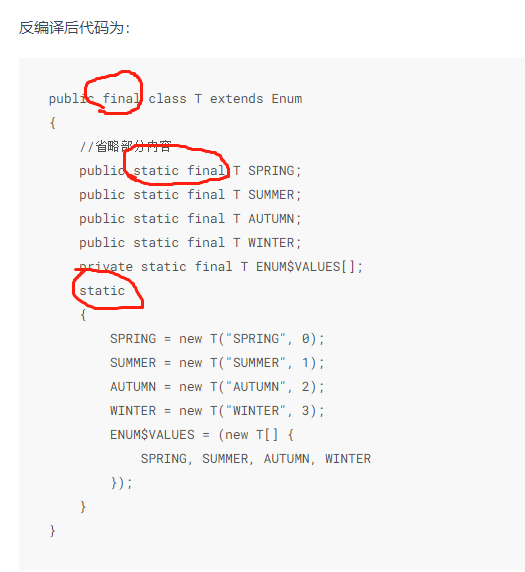 反编译后代码为：
public final class T extends Enum
{
//省略部分内容
public static final T SPRING;
public static final T SUMMER;
public static final T AUTUMN;
public static final T WINTER;
private static final T ENUM$VALUES[];
static
{
SPRING = new T("SPRING", 0);
SUMMER = new T("SUMMER", 1);
AUTUMN = new T("AUTUMN", 2);
WINTER = new T("WINTER", 3);
ENUM$VALUES = (new T[] {
SPRING, SUMMER, AUTUMN, WINTER
});
}
}